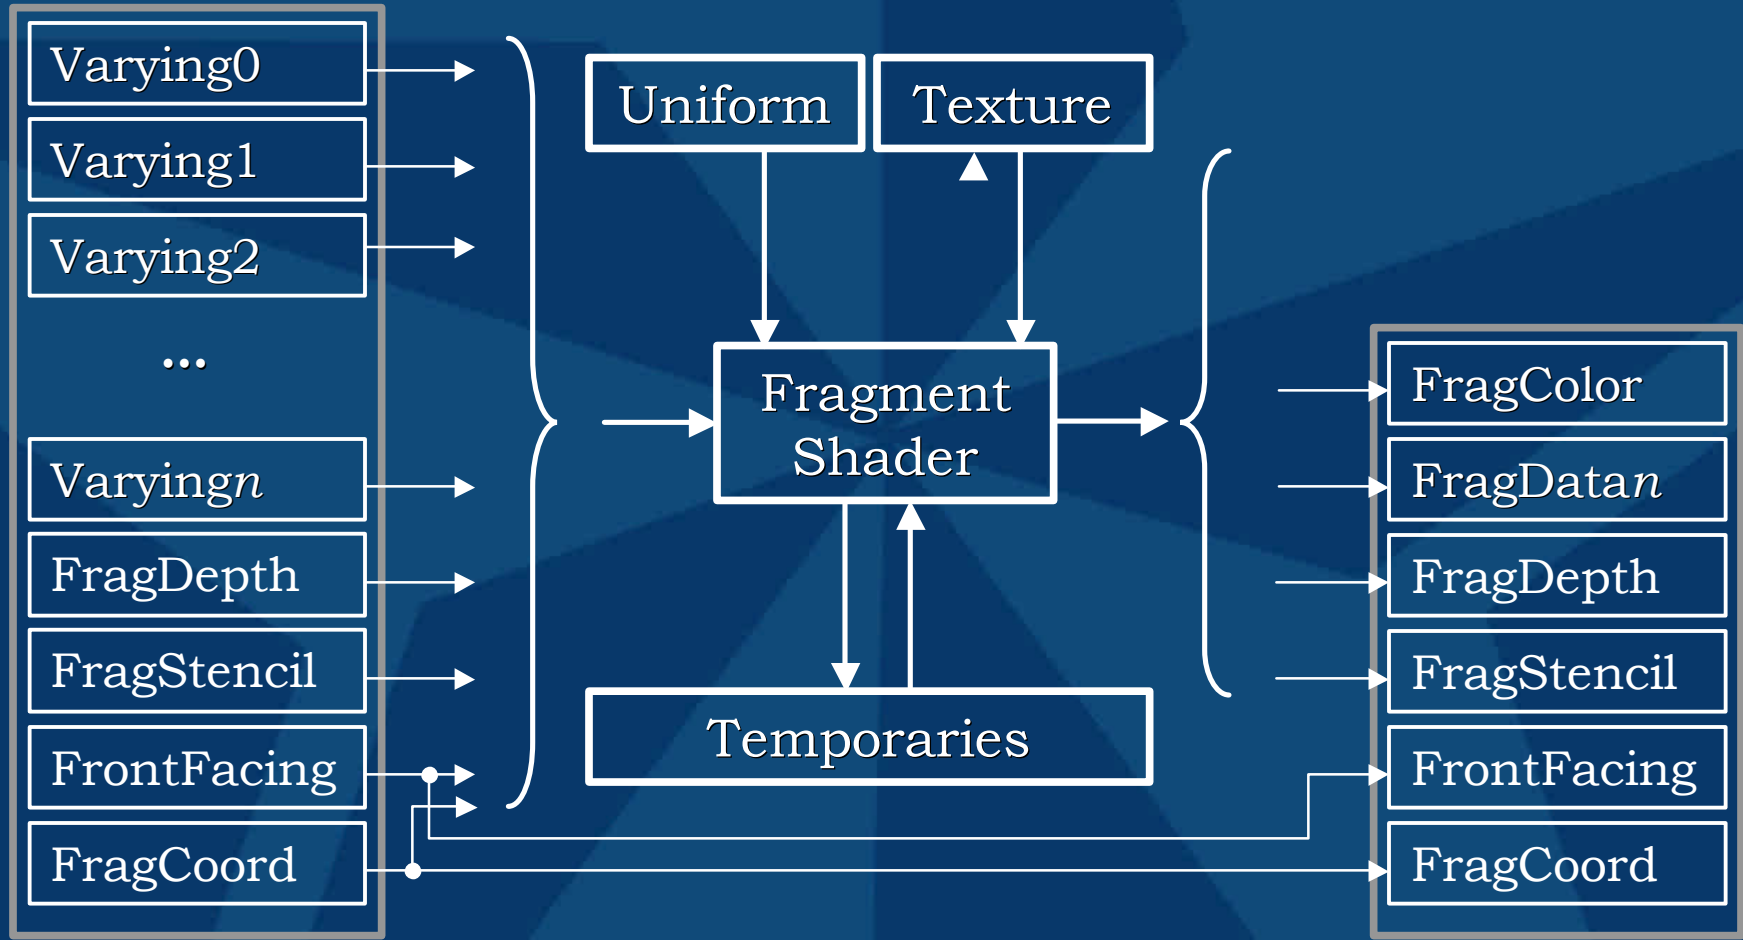 Varying0
Varying1
Varying2
...
Varyingn
FragDepth
FragStencil
FrontFacing
FragCoord
Uniform
Texture
Fragment
Shader
Temporaries
FragColor
FragDatan
FragDepth
FragStencil
FrontFacing
FragCoord